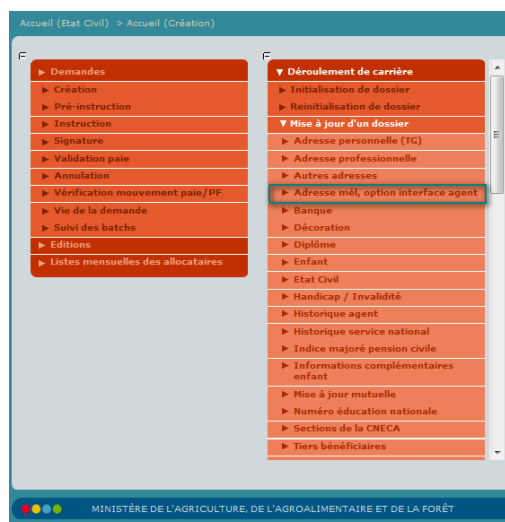 Accueil (Etat Civil) > Accueil (Création)
Demandes
Création
Pré-instruction
Instruction
Signature
Validation paie
Annulation
Vérification mouvement paie/PF
Vie de la demande
Suivi des batchs
Editions
Listes mensuelles des allocataires
Déroulement de carrière
Initialisation de dossier
Reinitialisation de dossier
Mise à jour d'un dossier
Adresse personnelle (TG)
Adresse professionnelle
Autres adresses
Adresse mél, option interface agent
Banque
Décoration
Diplôme
Enfant
Etat Civil
Handicap / Invalidité
Historique agent
Historique service national
Indice majoré pension civile
Informations complémentaires
enfant
Mise à jour mutuelle
Numéro éducation nationale
Sections de la CNECA
Tiers bénéficiaires
MINISTÈRE DE L'AGRICULTURE, DE L'AGROALIMENTAIRE ET DE LA FORÊT